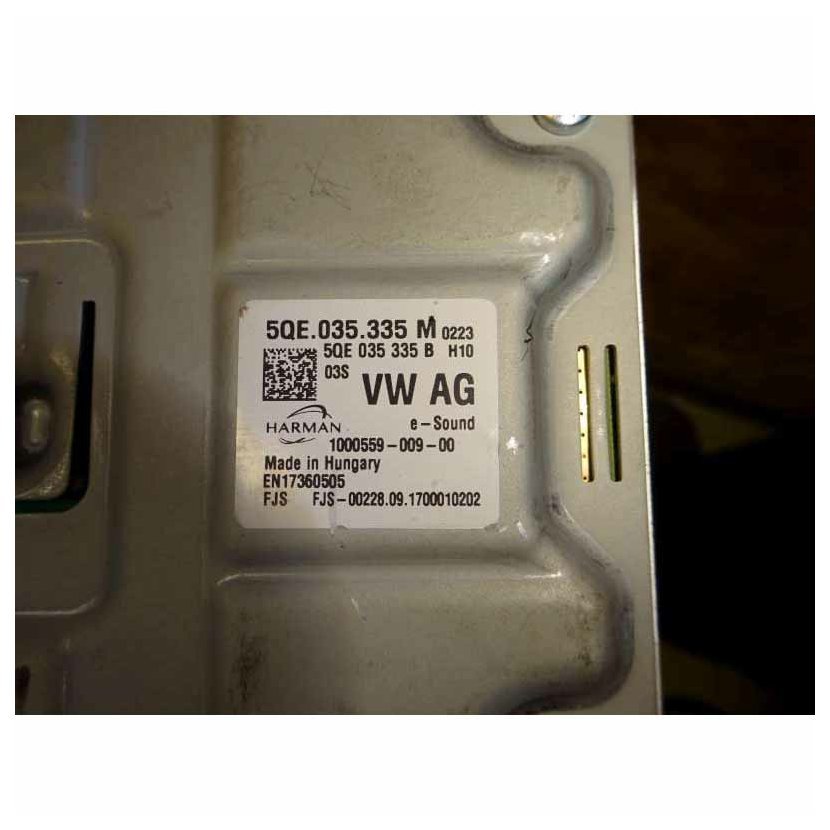 5QE.035.335 M 0223
5QE 035 335 B H10
03S VW AG
HARMAN e-Sound
1000559-009-00
Made in Hungary
EN17360505
FJS FJS-00228.09.1700010202